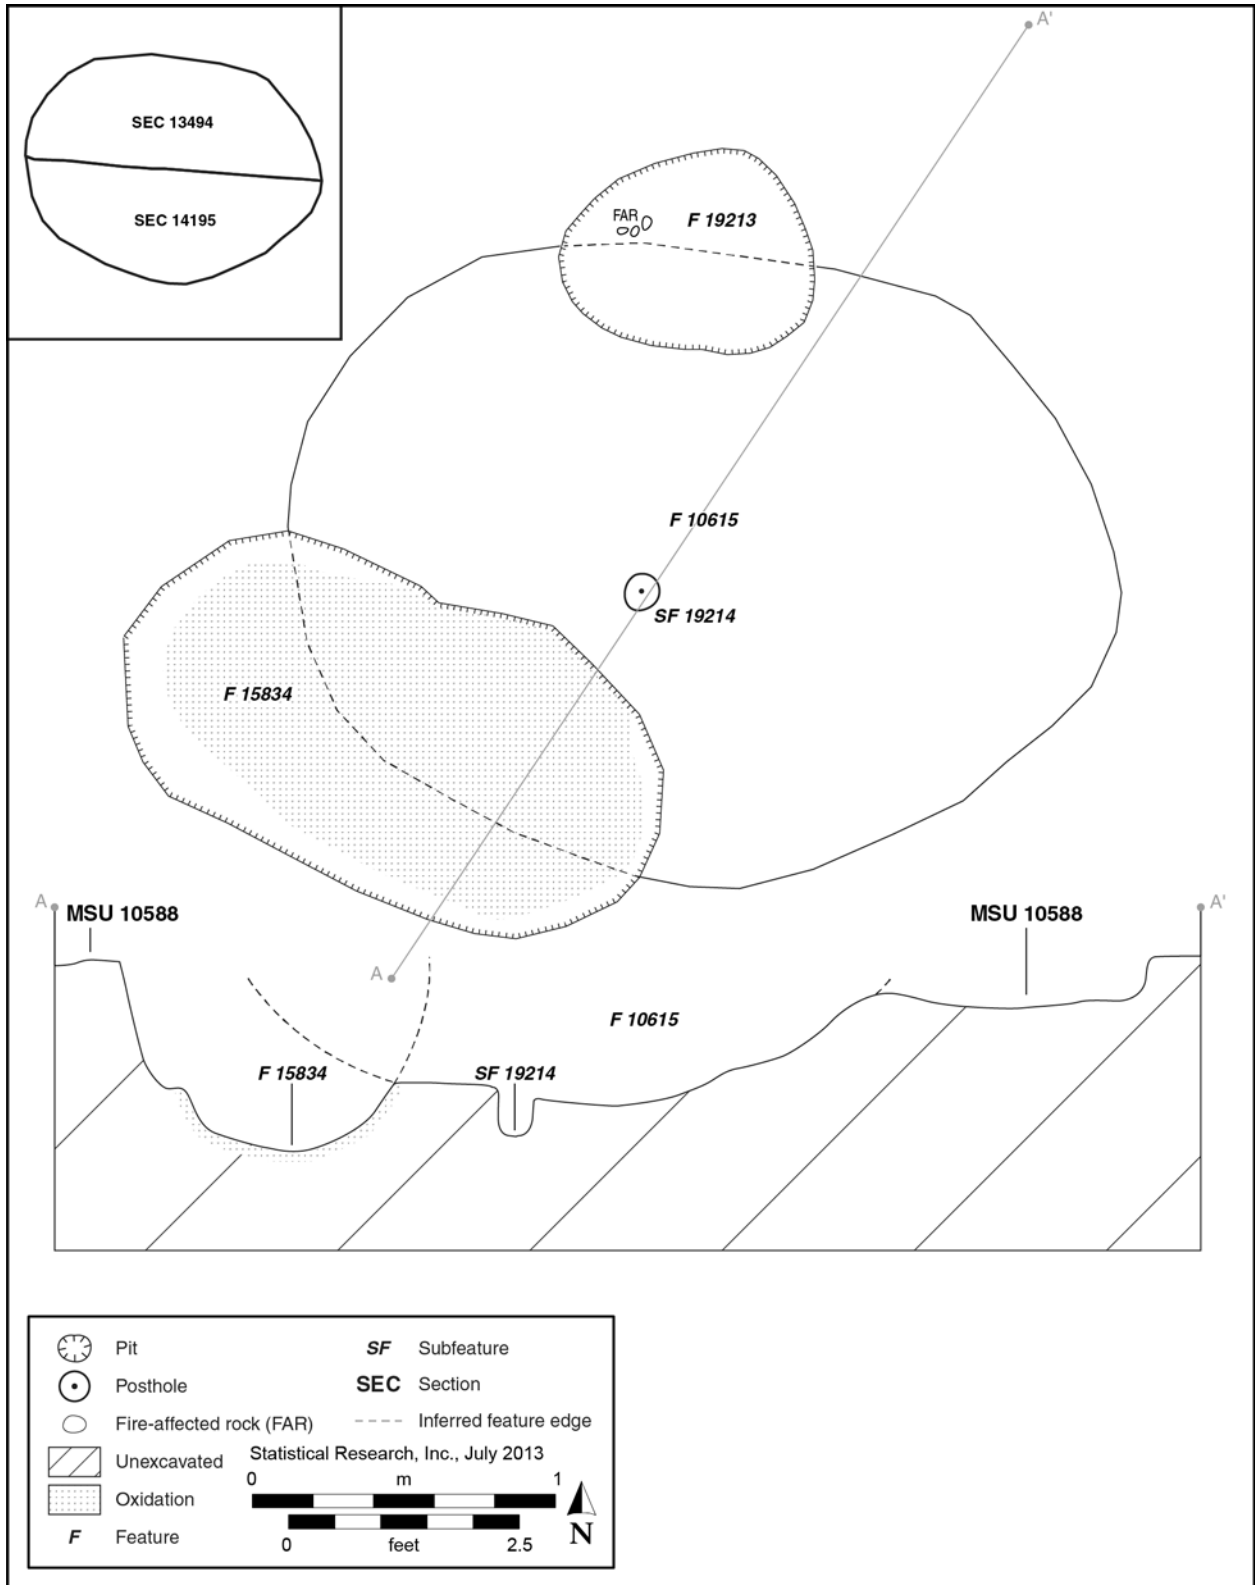 A'
SEC 13494
SEC 14195
FAR
F 19213
F 10615
SF 19214
F 15834
A
A
MSU 10588
MSU 10588
A'
F 10615
F 15834
SF 19214
Pit
SF Subfeature
Posthole
SEC Section
Fire-affected rock (FAR)
Inferred feature edge
Unexcavated
Statistical Research, Inc., July 2013
0 m 1
Oxidation
F Feature
0 feet 2.5
N